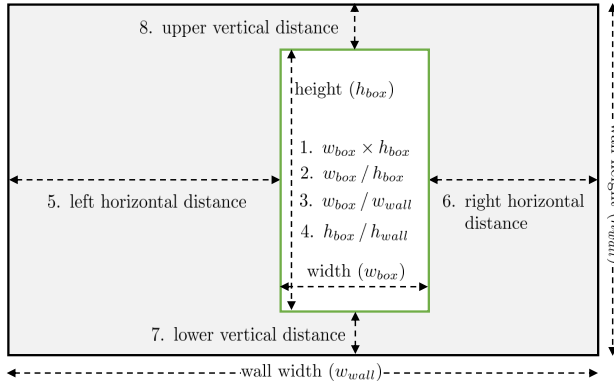 8. upper vertical distance
height (h_box)
1. w_box × h_box
2. w_box / h_box
3. w_box / w_wall
4. h_box / h_wall
5. left horizontal distance
6. right horizontal
distance
width (w_box)
7. lower vertical distance
wall width (w_wall)